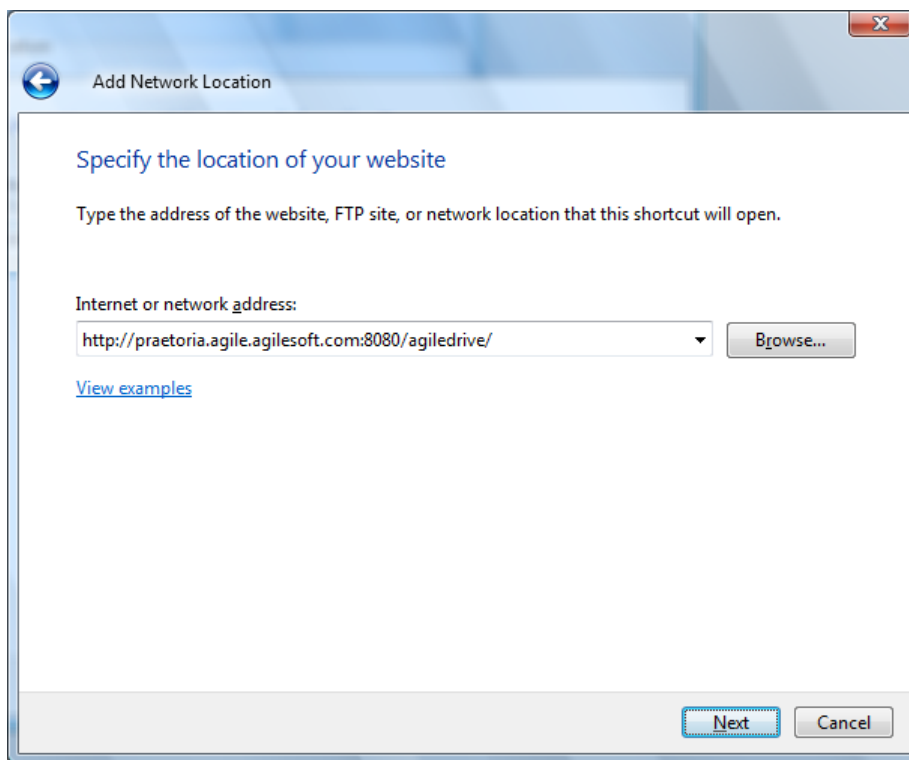 Add Network Location
Specify the location of your website
Type the address of the website, FTP site, or network location that this shortcut will open.
Internet or network address:
http://praetoria.agile.agilesoft.com:8080/agiledrive/
Browse...
View examples
Next
Cancel